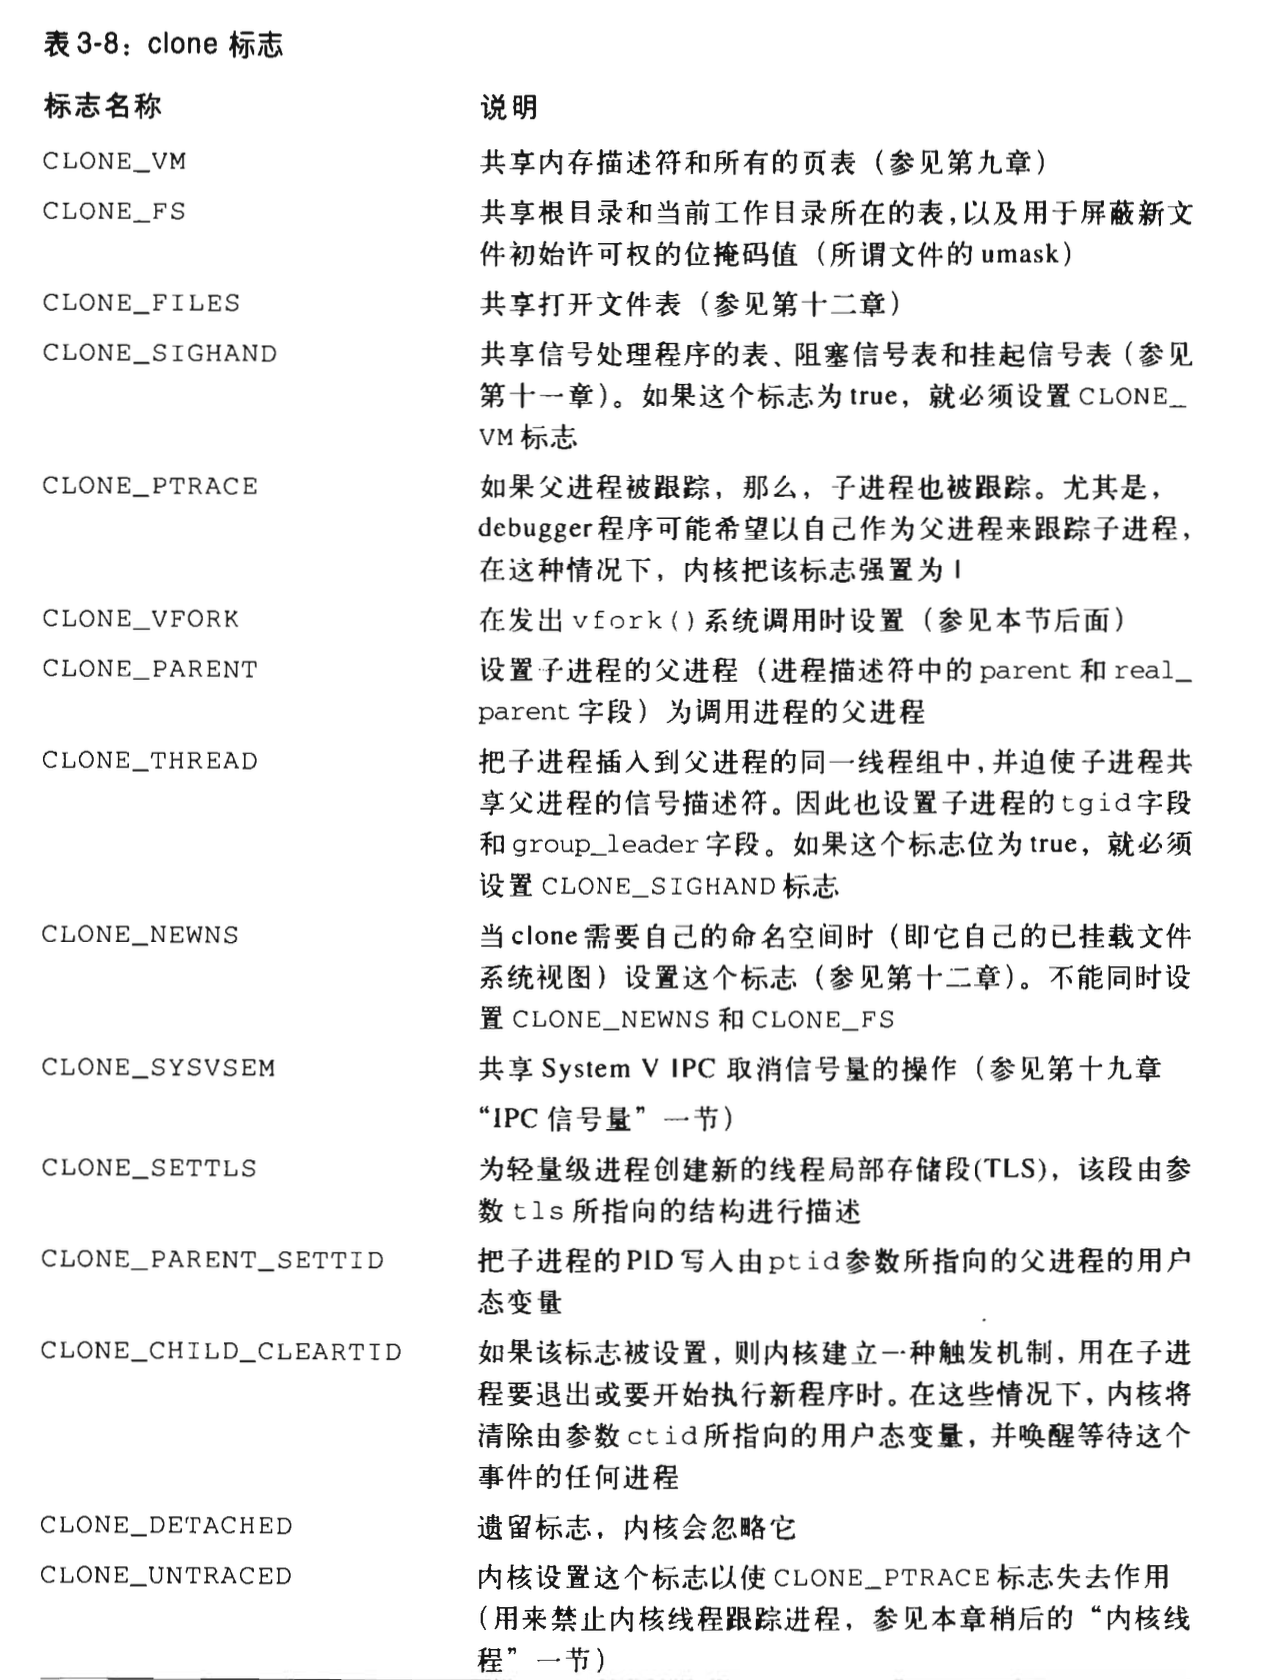 表3-8：clone 标志
标志名称 说明
CLONE_VM 共享内存描述符和所有的页表（参见第九章）
CLONE_FS 共享根目录和当前工作目录所在的表，以及用于屏蔽新文
件初始许可权的位掩码值（所谓文件的 umask）
CLONE_FILES 共享打开文件表（参见第十二章）
CLONE_SIGHAND 共享信号处理程序的表、阻塞信号表和挂起信号表（参见
第十一章）。如果这个标志为 true，就必须设置 CLONE_
VM 标志
CLONE_PTRACE 如果父进程被跟踪，那么，子进程也被跟踪。尤其是，
debugger 程序可能希望以自己作为父进程来跟踪子进程，
在这种情况下，内核把该标志强置为 1
CLONE_VFORK 在发出 vfork()系统调用时设置（参见本节后面）
CLONE_PARENT 设置子进程的父进程（进程描述符中的 parent 和 real_
parent 字段）为调用进程的父进程
CLONE_THREAD 把子进程插入到父进程的同一线程组中，并迫使子进程共
享父进程的信号描述符。因此也设置子进程的 tgid 字段
和 group_leader 字段。如果这个标志位为 true，就必须
设置 CLONE_SIGHAND 标志
CLONE_NEWNS 当 clone 需要自己的命名空间时（即它自己的已挂载文件
系统视图）设置这个标志（参见第十二章）。不能同时设
置 CLONE_NEWNS 和 CLONE_FS
CLONE_SYSVSEM 共享 System V IPC 取消信号量的操作（参见第十九章
“IPC 信号量”一节）
CLONE_SETTLS 为轻量级进程创建新的线程局部存储段(TLS)，该段由参
数 tls 所指向的结构进行描述
CLONE_PARENT_SETTID 把子进程的 PID 写入由 ptid 参数所指向的父进程的用户
态变量
CLONE_CHILD_CLEARTID 如果该标志被设置，则内核建立一种触发机制，用在子进
程要退出或要开始执行新程序时。在这些情况下，内核将
清除由参数 ctid 所指向的用户态变量，并唤醒等待这个
事件的任何进程
CLONE_DETACHED 遗留标志，内核会忽略它
CLONE_UNTRACED 内核设置这个标志以使 CLONE_PTRACE 标志失去作用
（用来禁止内核线程跟踪进程，参见本章稍后的“内核线
程”一节）